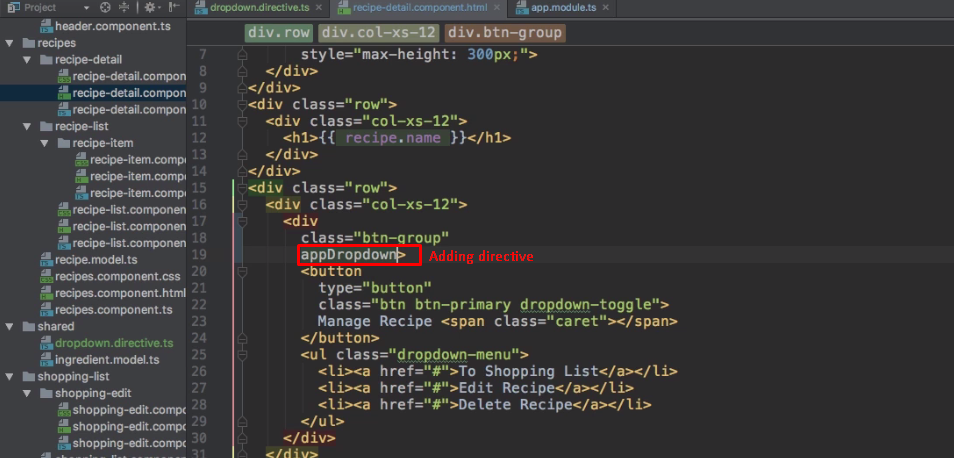 Project
dropdown.directive.ts
recipe-detail.component.html
app.module.ts
header.component.ts
recipes
recipe-detail
recipe-detail.compon
recipe-detail.compon
recipe-detail.compon
recipe-list
recipe-item
recipe-item.compe
recipe-item.compe
recipe-item.compe
recipe-list.component
recipe-list.component
recipe-list.component
recipe.model.ts
recipes.component.css
recipes.component.html
recipes.component.ts
shared
dropdown.directive.ts
ingredient.model.ts
shopping-list
shopping-edit
shopping-edit.compo
shopping-edit.compo
shopping-edit.compo
div.row div.col-xs-12 div.btn-group
7 style="max-height: 300px;">
8 </div>
9 </div>
10 <div class="row">
11 <div class="col-xs-12">
12 <h1>{{ recipe.name }}</h1>
13 </div>
14 </div>
15 <div class="row">
16 <div class="col-xs-12">
17 <div
18 class="btn-group"
19 appDropdown> Adding directive
20 <button
21 type="button"
22 class="btn btn-primary dropdown-toggle">
23 Manage Recipe <span class="caret"></span>
24 </button>
25 <ul class="dropdown-menu">
26 <li><a href="#">To Shopping List</a></li>
27 <li><a href="#">Edit Recipe</a></li>
28 <li><a href="#">Delete Recipe</a></li>
29 </ul>
30 </div>
31 </div>